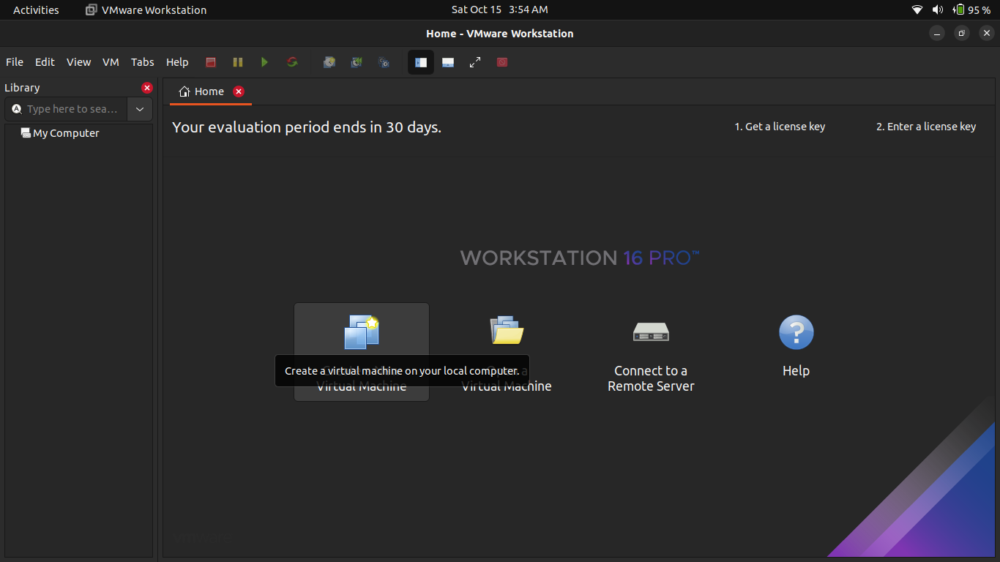 Activities VMware Workstation Sat Oct 15 3:54 AM 95 %
Home - VMware Workstation
File Edit View VM Tabs Help
Library
Home
Type here to sea...
My Computer
Your evaluation period ends in 30 days.
1. Get a license key
2. Enter a license key
WORKSTATION 16 PRO™
Create a virtual machine on your local computer.
Virtual Machine
Open a
Virtual Machine
Connect to a
Remote Server
Help